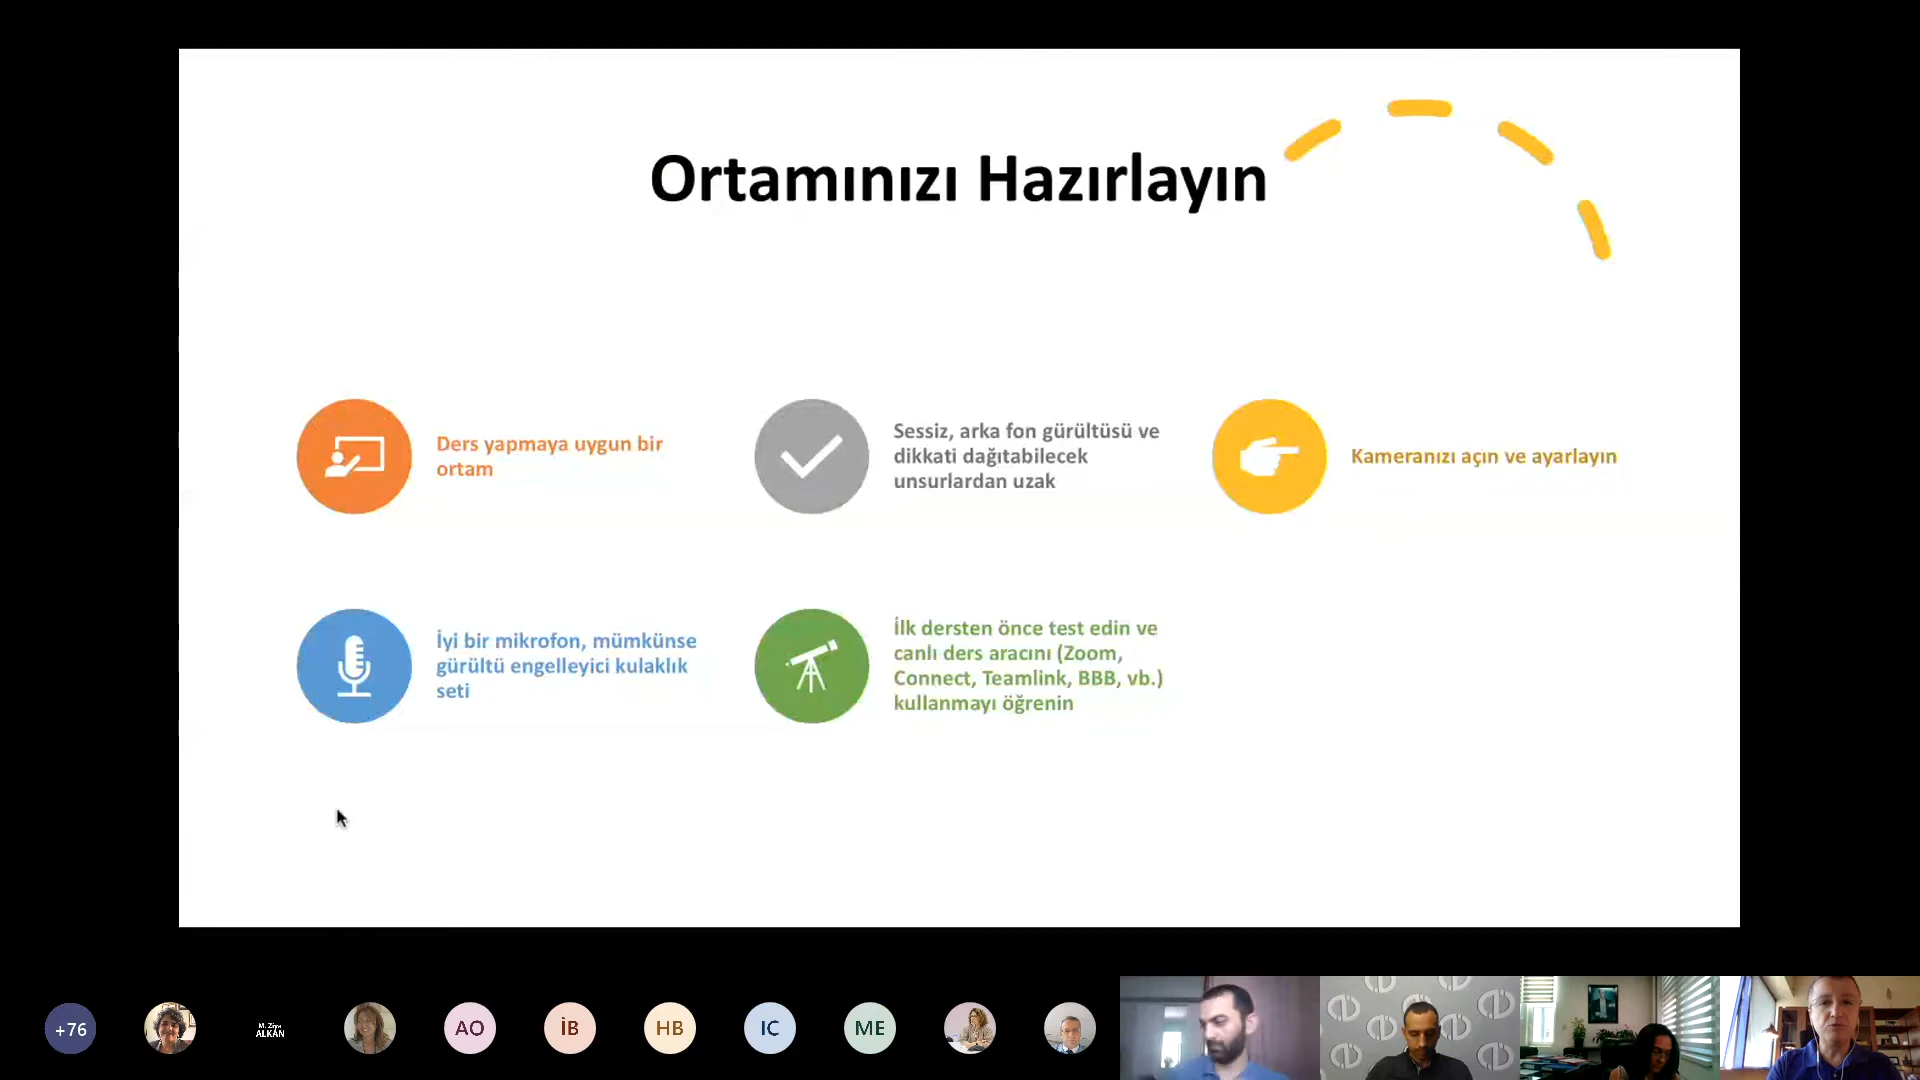 Ortamınızı Hazırlayın
Ders yapmaya uygun bir
ortam
Sessiz, arka fon gürültüsü ve
dikkati dağıtabilecek
unsurlardan uzak
Kameranızı açın ve ayarlayın
İyi bir mikrofon, mümkünse
gürültü engelleyici kulaklık
seti
İlk dersten önce test edin ve
canlı ders aracını (Zoom,
Connect, Teamlink, BBB, vb.)
kullanmayı öğrenin
+76
M. Ziya
ALKAN
AO
İB
HB
IC
ME